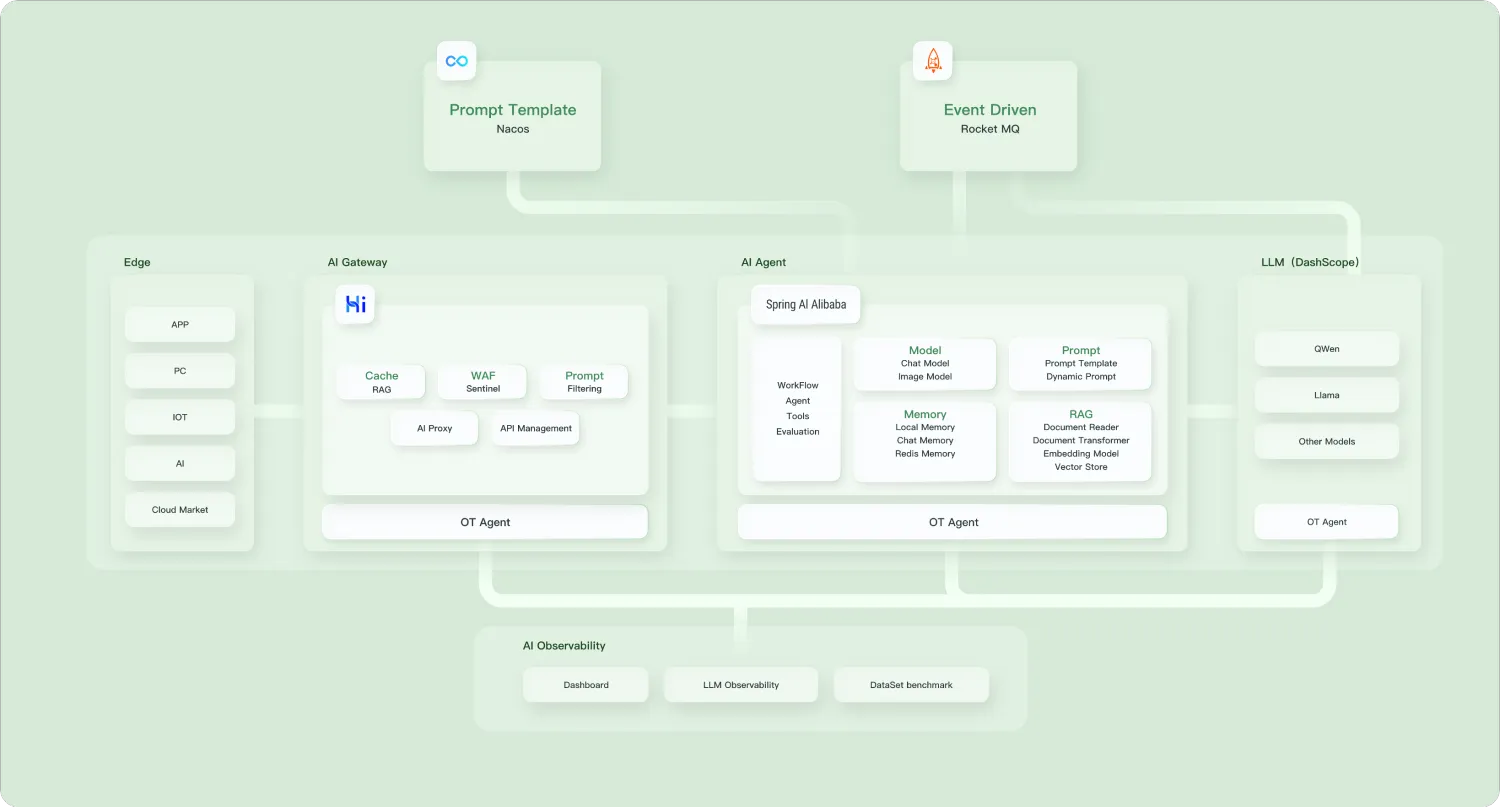 Prompt Template
Nacos
Event Driven
Rocket MQ
Edge
APP
PC
IOT
AI
Cloud Market
AI Gateway
Hi
Cache
RAG
WAF
Sentinel
Prompt
Filtering
AI Proxy
API Management
OT Agent
AI Agent
Spring AI Alibaba
WorkFlow
Agent
Tools
Evaluation
Model
Chat Model
Image Model
Prompt
Prompt Template
Dynamic Prompt
Memory
Local Memory
Chat Memory
Redis Memory
RAG
Document Reader
Document Transformer
Embedding Model
Vector Store
OT Agent
LLM（DashScope）
QWen
Llama
Other Models
OT Agent
AI Observability
Dashboard
LLM Observability
DataSet benchmark